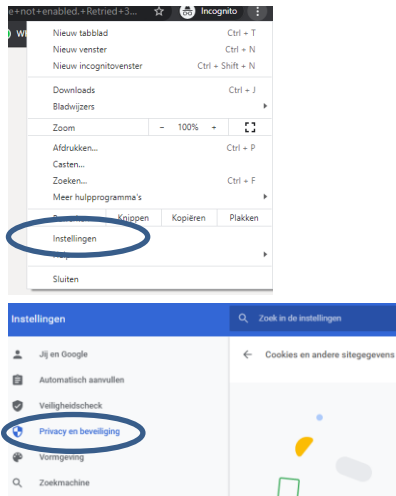 e+not+enabled.+Retried+3... Incognito
Nieuw tabblad Ctrl + T
Nieuw venster Ctrl + N
Nieuw incognitovenster Ctrl + Shift + N
Downloads Ctrl + J
Bladwijzers
Zoom - 100% +
Afdrukken... Ctrl + P
Casten...
Zoeken... Ctrl + F
Meer hulpprogramma's
Knippen Kopiëren Plakken
Instellingen
Sluiten
Instellingen Zoek in de instellingen
Jij en Google Cookies en andere sitegegevens
Automatisch aanvullen
Veiligheidscheck
Privacy en beveiliging
Vormgeving
Zoekmachine